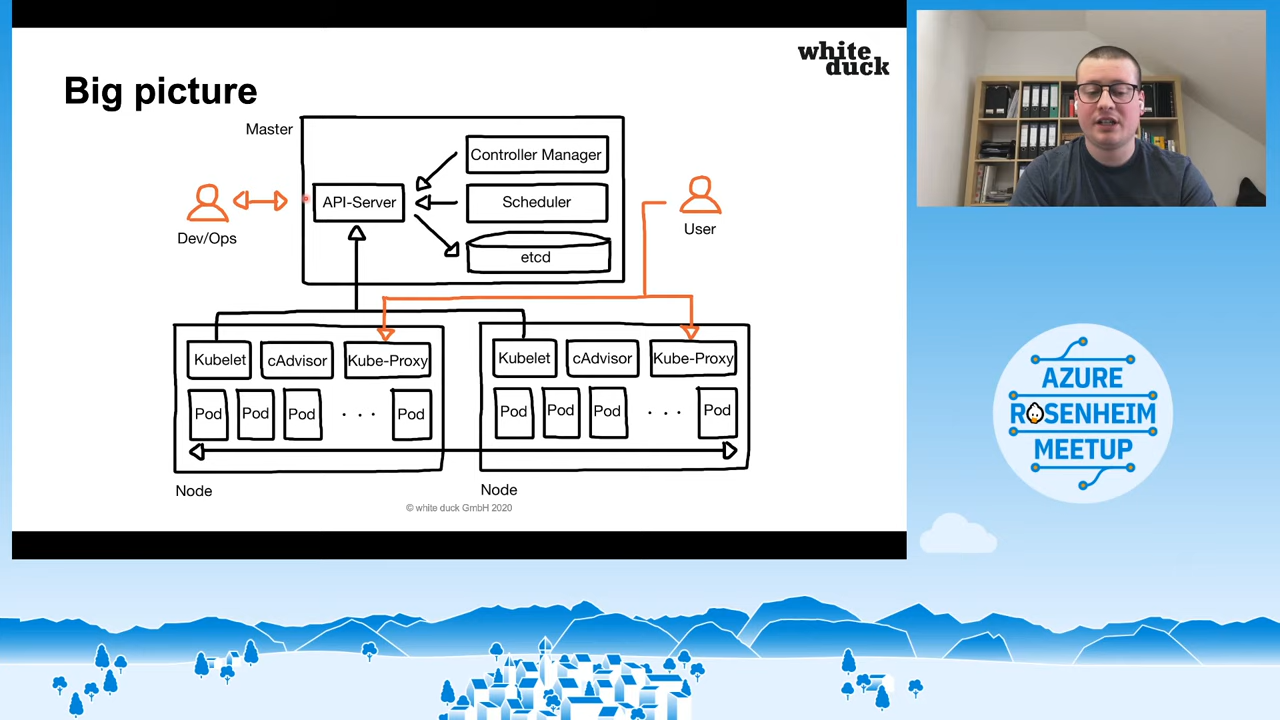 white
duck
Big picture
Master
Controller Manager
API-Server
Scheduler
etcd
Dev/Ops
User
Kubelet
cAdvisor
Kube-Proxy
Pod
Pod
Pod
. . .
Pod
Node
Kubelet
cAdvisor
Kube-Proxy
Pod
Pod
Pod
. . .
Pod
Node
© white duck GmbH 2020
AZURE
ROSENHEIM
MEETUP